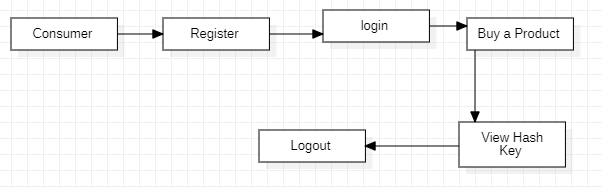 Consumer
Register
login
Buy a Product
View Hash
Key
Logout